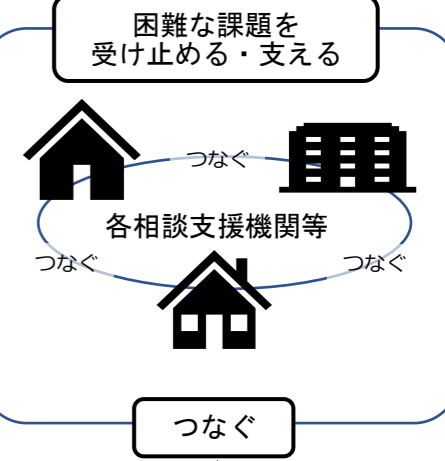 困難な課題を
受け止める・支える
つなぐ
各相談支援機関等
つなぐ
つなぐ
つなぐ